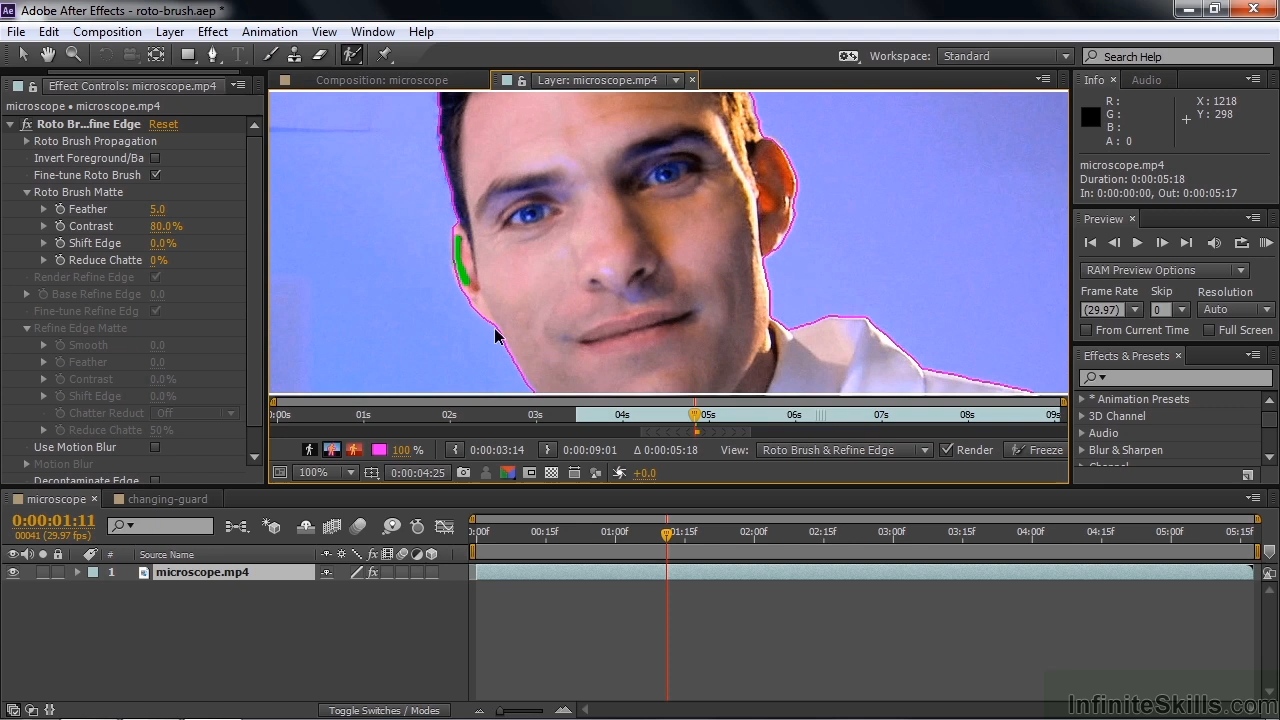 Adobe After Effects - roto-brush.aep *
File Edit Composition Layer Effect Animation View Window Help
Workspace: Standard Search Help
Effect Controls: microscope.mp4
Composition: microscope
Layer: microscope.mp4
Info Audio
microscope • microscope.mp4
Roto Br...fine Edge Reset
Roto Brush Propagation
Invert Foreground/Ba
Fine-tune Roto Brush
Roto Brush Matte
Feather 5.0
Contrast 80.0%
Shift Edge 0.0%
Reduce Chatte 0%
Render Refine Edge
Base Refine Edge 0.0
Fine-tune Refine Edg
Refine Edge Matte
Smooth 0.0
Feather 0.0
Contrast 0.0%
Shift Edge 0.0%
Chatter Reduct Off
Reduce Chatte 50%
Use Motion Blur
Motion Blur
Decontaminate Edge
R :
G :
B :
A : 0
X : 1218
Y : 298
microscope.mp4
Duration: 0:00:05:18
In: 0:00:00:00, Out: 0:00:05:17
Preview
RAM Preview Options
Frame Rate Skip Resolution
(29.97) 0 Auto
From Current Time Full Screen
Effects & Presets
* Animation Presets
3D Channel
Audio
Blur & Sharpen
Channel
:00s 01s 02s 03s 04s 05s 06s 07s 08s 09s
100 % 0:00:03:14 0:00:09:01 Δ 0:00:05:18 View: Roto Brush & Refine Edge Render Freeze
100% 0:00:04:25 +0.0
microscope changing-guard
0:00:01:11
00041 (29.97 fps)
:00f 00:15f 01:00f 01:15f 02:00f 02:15f 03:00f 03:15f 04:00f 04:15f 05:00f 05:15f
# Source Name
1 microscope.mp4
Toggle Switches / Modes
InfiniteSkills.com